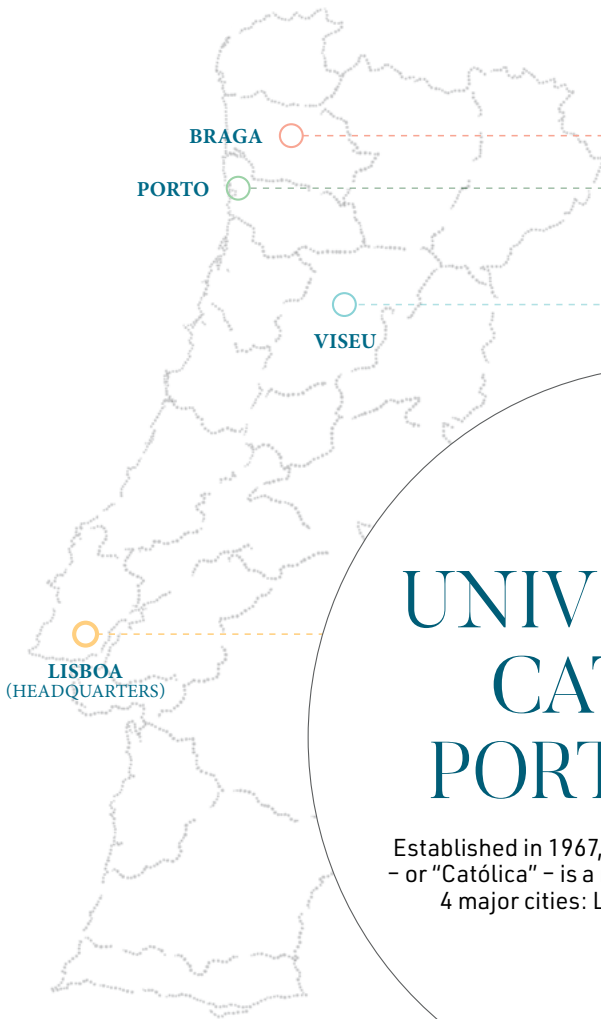 BRAGA
PORTO
VISEU
LISBOA
(HEADQUARTERS)
UNIV
CAT
PORT
Established in 1967,
– or “Católica” – is a
4 major cities: L